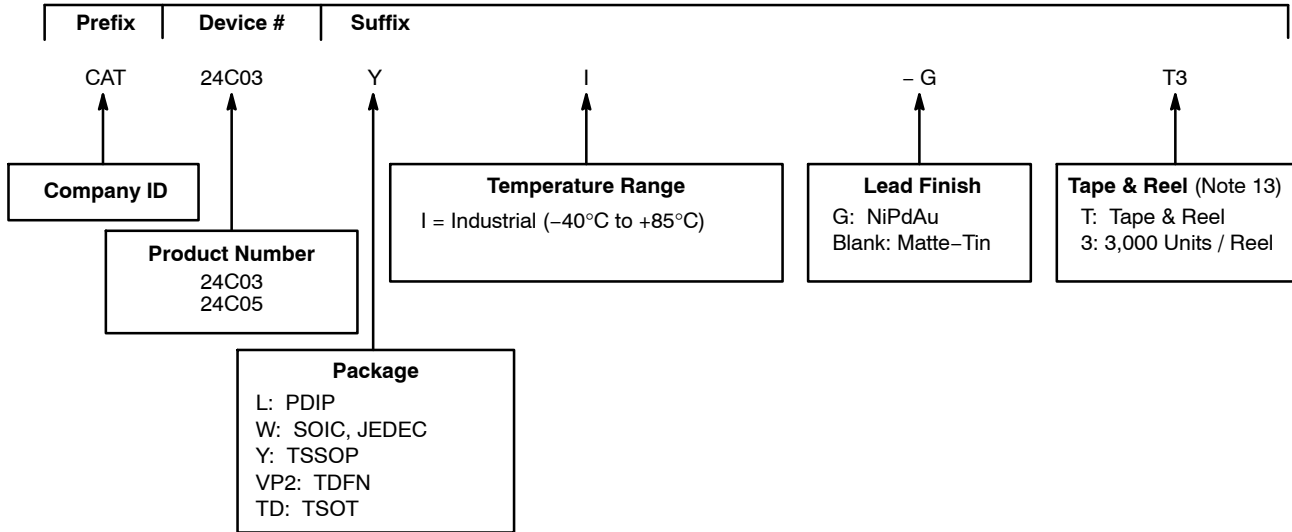 Prefix Device # Suffix
CAT 24C03 Y I – G T3
Company ID
Product Number
24C03
24C05
Package
L: PDIP
W: SOIC, JEDEC
Y: TSSOP
VP2: TDFN
TD: TSOT
Temperature Range
I = Industrial (−40°C to +85°C)
Lead Finish
G: NiPdAu
Blank: Matte−Tin
Tape & Reel (Note 13)
T: Tape & Reel
3: 3,000 Units / Reel